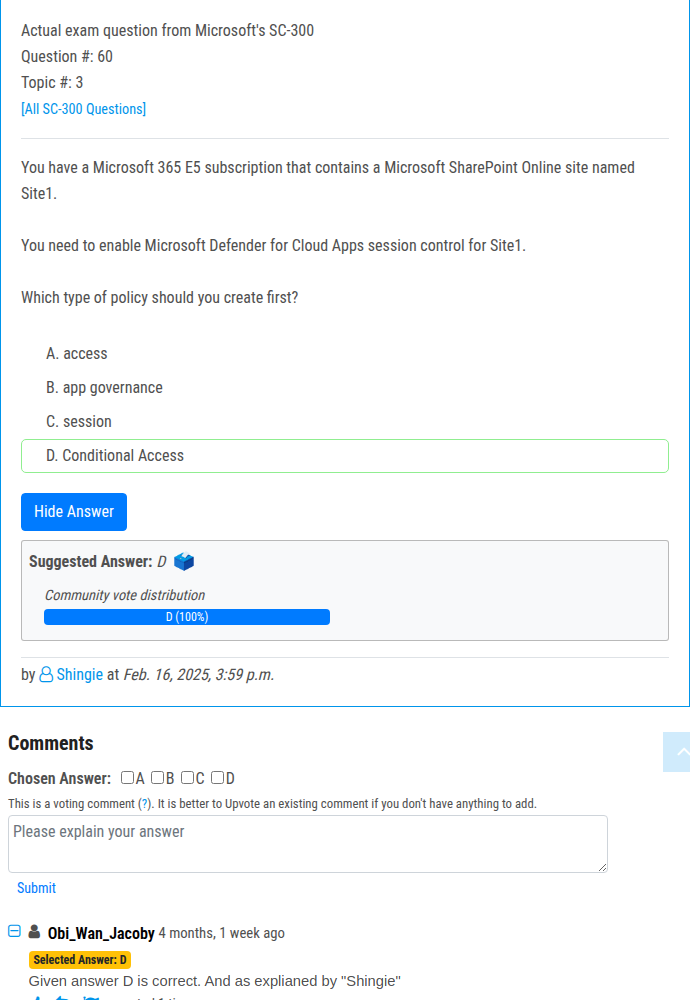 Actual exam question from Microsoft's SC-300
Question #: 60
Topic #: 3
[All SC-300 Questions]
You have a Microsoft 365 E5 subscription that contains a Microsoft SharePoint Online site named
Site1.
You need to enable Microsoft Defender for Cloud Apps session control for Site1.
Which type of policy should you create first?
A. access
B. app governance
C. session
D. Conditional Access
Hide Answer
Suggested Answer: D
Community vote distribution
D (100%)
by Shingie at Feb. 16, 2025, 3:59 p.m.
Comments
Chosen Answer: A B C D
This is a voting comment (?). It is better to Upvote an existing comment if you don't have anything to add.
Please explain your answer
Submit
Obi_Wan_Jacoby 4 months, 1 week ago
Selected Answer: D
Given answer D is correct. And as explianed by "Shingie"